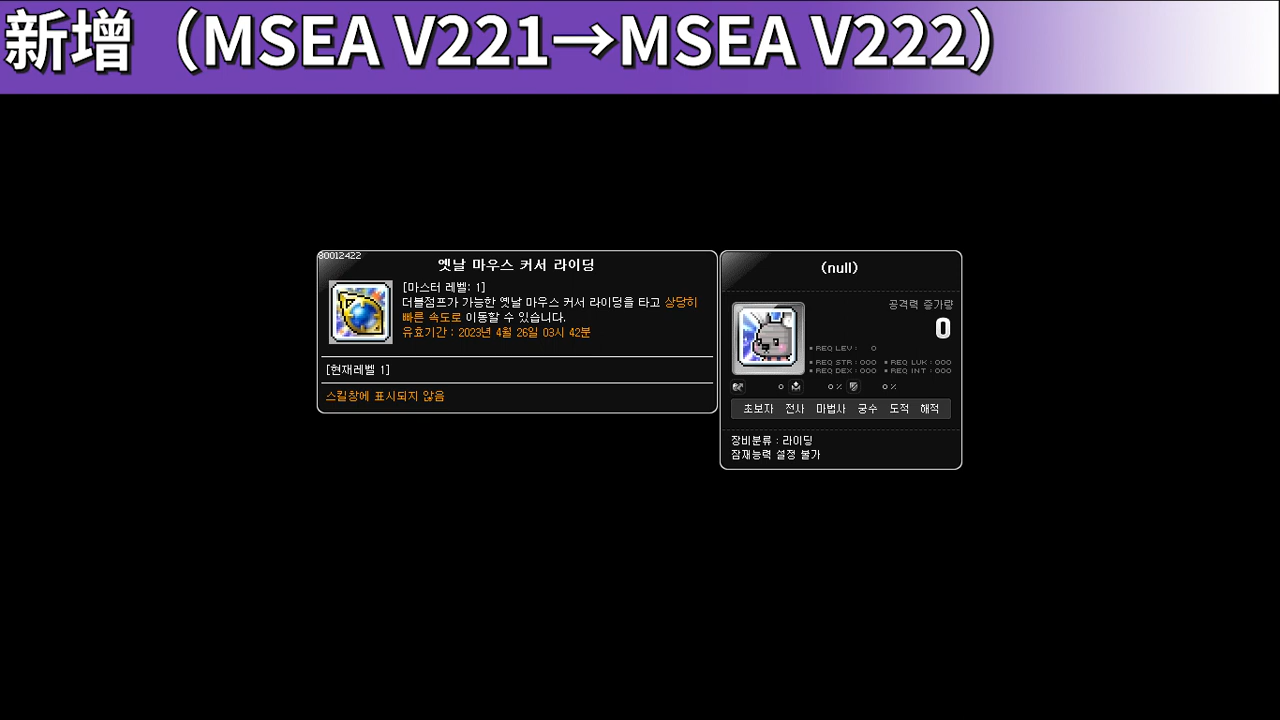 新增（MSEA V221→MSEA V222）
80012422
옛날 마우스 커서 라이딩
[마스터 레벨: 1]
더블점프가 가능한 옛날 마우스 커서 라이딩을 타고 상당히
빠른 속도로 이동할 수 있습니다.
유효기간 : 2023년 4월 26일 03시 42분
[현재레벨 1]
스킬창에 표시되지 않음
(null)
공격력 증가량
0
REQ LEV : 0
REQ STR : 000 REQ LUK : 000
REQ DEX : 000 REQ INT : 000
0 0 % 0 %
초보자 전사 마법사 궁수 도적 해적
장비분류 : 라이딩
잠재능력 설정 불가